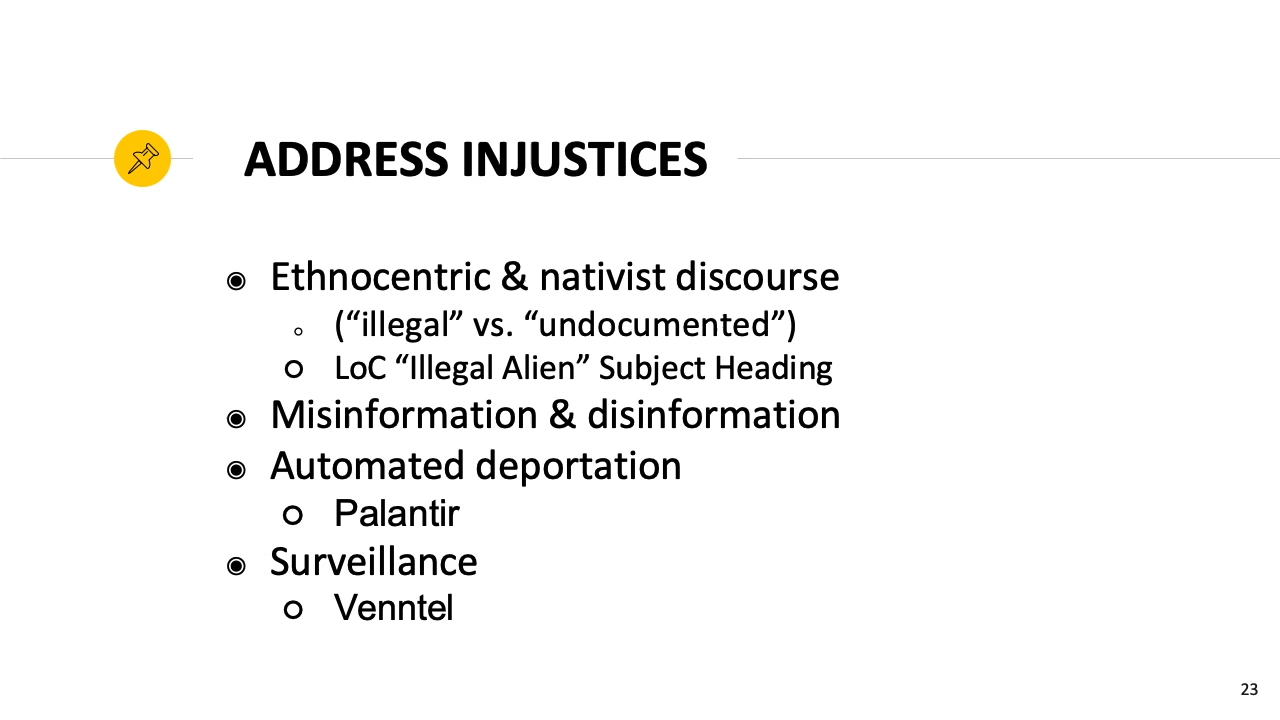 ADDRESS INJUSTICES
◉ Ethnocentric & nativist discourse
○ (“illegal” vs. “undocumented”)
○ LoC “Illegal Alien” Subject Heading
◉ Misinformation & disinformation
◉ Automated deportation
○ Palantir
◉ Surveillance
○ Venntel
23